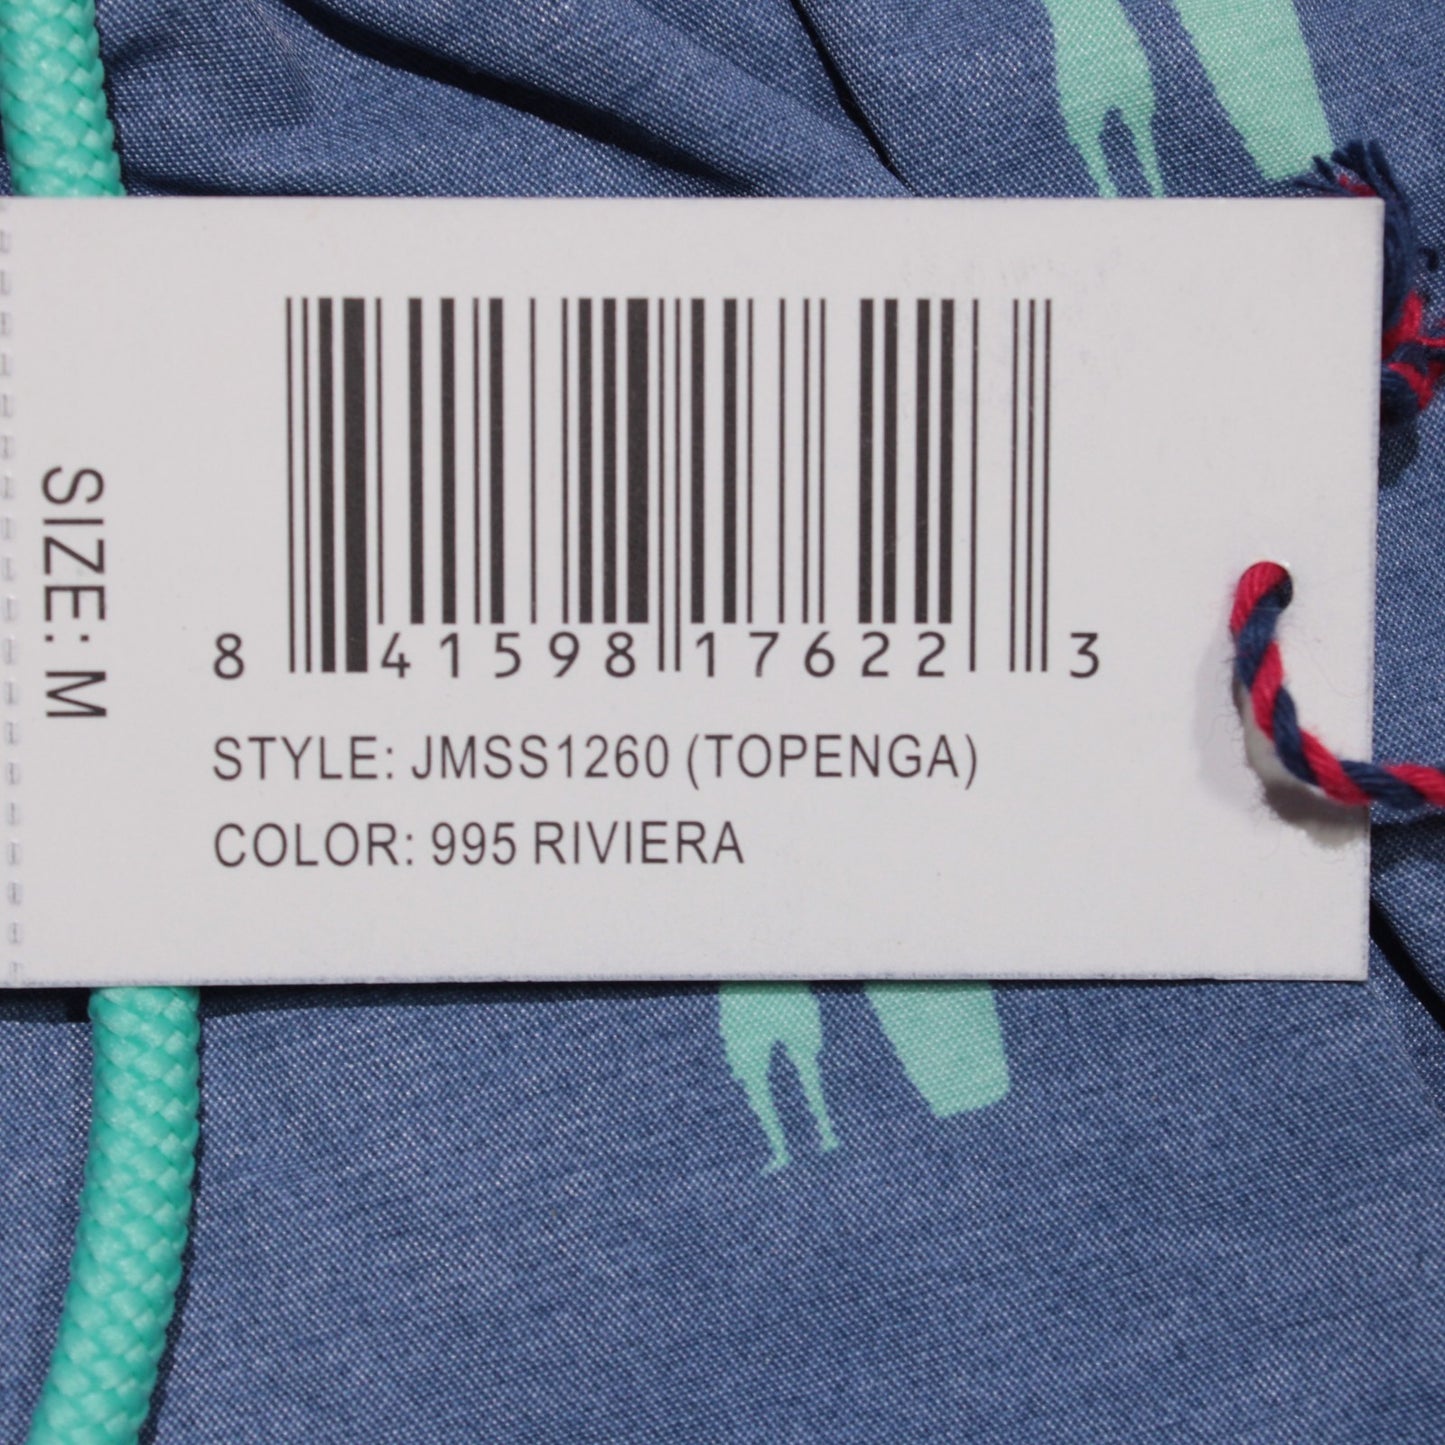 SIZE: M
8 41598 17622 3
STYLE: JMSS1260 (TOPENGA)
COLOR: 995 RIVIERA